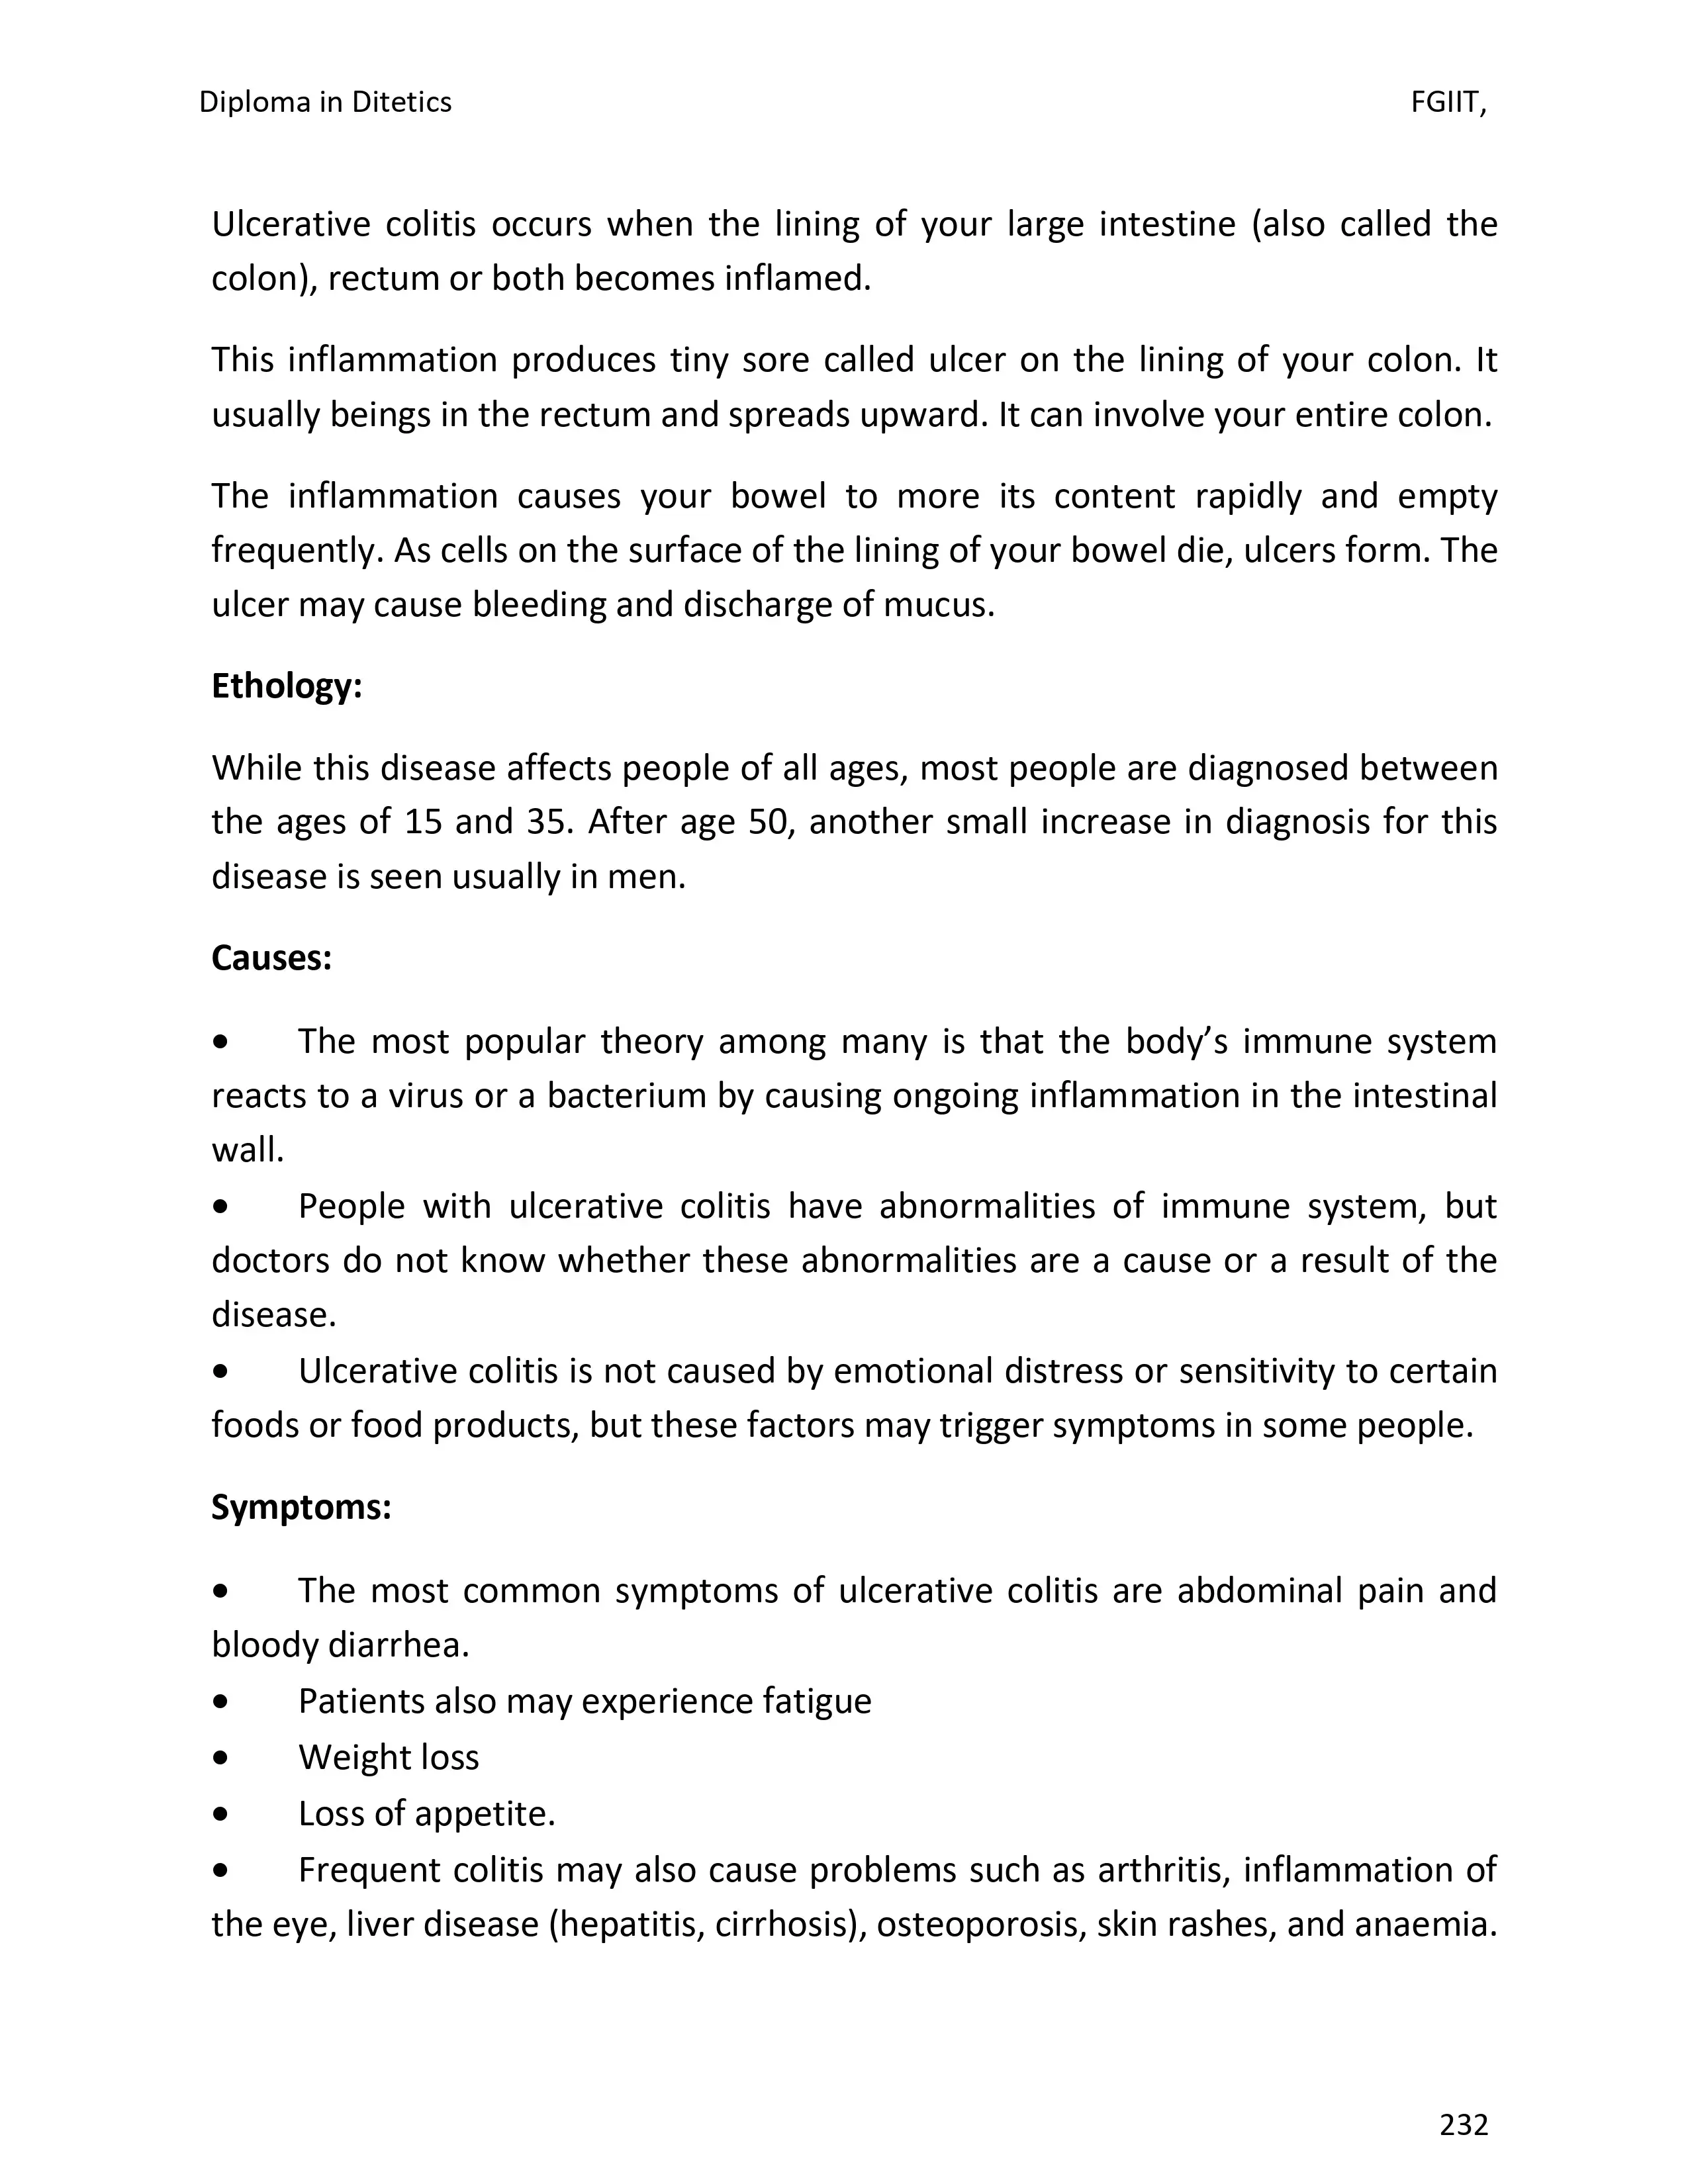 Diploma in Ditetics FGIIT,
Ulcerative colitis occurs when the lining of your large intestine (also called the
colon), rectum or both becomes inflamed.
This inflammation produces tiny sore called ulcer on the lining of your colon. It
usually beings in the rectum and spreads upward. It can involve your entire colon.
The inflammation causes your bowel to more its content rapidly and empty
frequently. As cells on the surface of the lining of your bowel die, ulcers form. The
ulcer may cause bleeding and discharge of mucus.
Ethology:
While this disease affects people of all ages, most people are diagnosed between
the ages of 15 and 35. After age 50, another small increase in diagnosis for this
disease is seen usually in men.
Causes:
• The most popular theory among many is that the body’s immune system
reacts to a virus or a bacterium by causing ongoing inflammation in the intestinal
wall.
• People with ulcerative colitis have abnormalities of immune system, but
doctors do not know whether these abnormalities are a cause or a result of the
disease.
• Ulcerative colitis is not caused by emotional distress or sensitivity to certain
foods or food products, but these factors may trigger symptoms in some people.
Symptoms:
• The most common symptoms of ulcerative colitis are abdominal pain and
bloody diarrhea.
• Patients also may experience fatigue
• Weight loss
• Loss of appetite.
• Frequent colitis may also cause problems such as arthritis, inflammation of
the eye, liver disease (hepatitis, cirrhosis), osteoporosis, skin rashes, and anaemia.
232